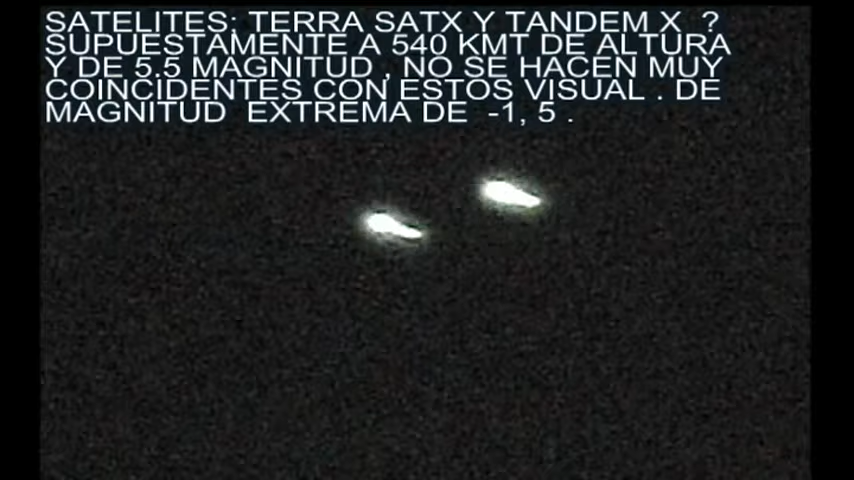 SATELITES; TERRA SATX Y TANDEM X ?
SUPUESTAMENTE A 540 KMT DE ALTURA
Y DE 5.5 MAGNITUD , NO SE HACEN MUY
COINCIDENTES CON ESTOS VISUAL . DE
MAGNITUD EXTREMA DE -1, 5 .